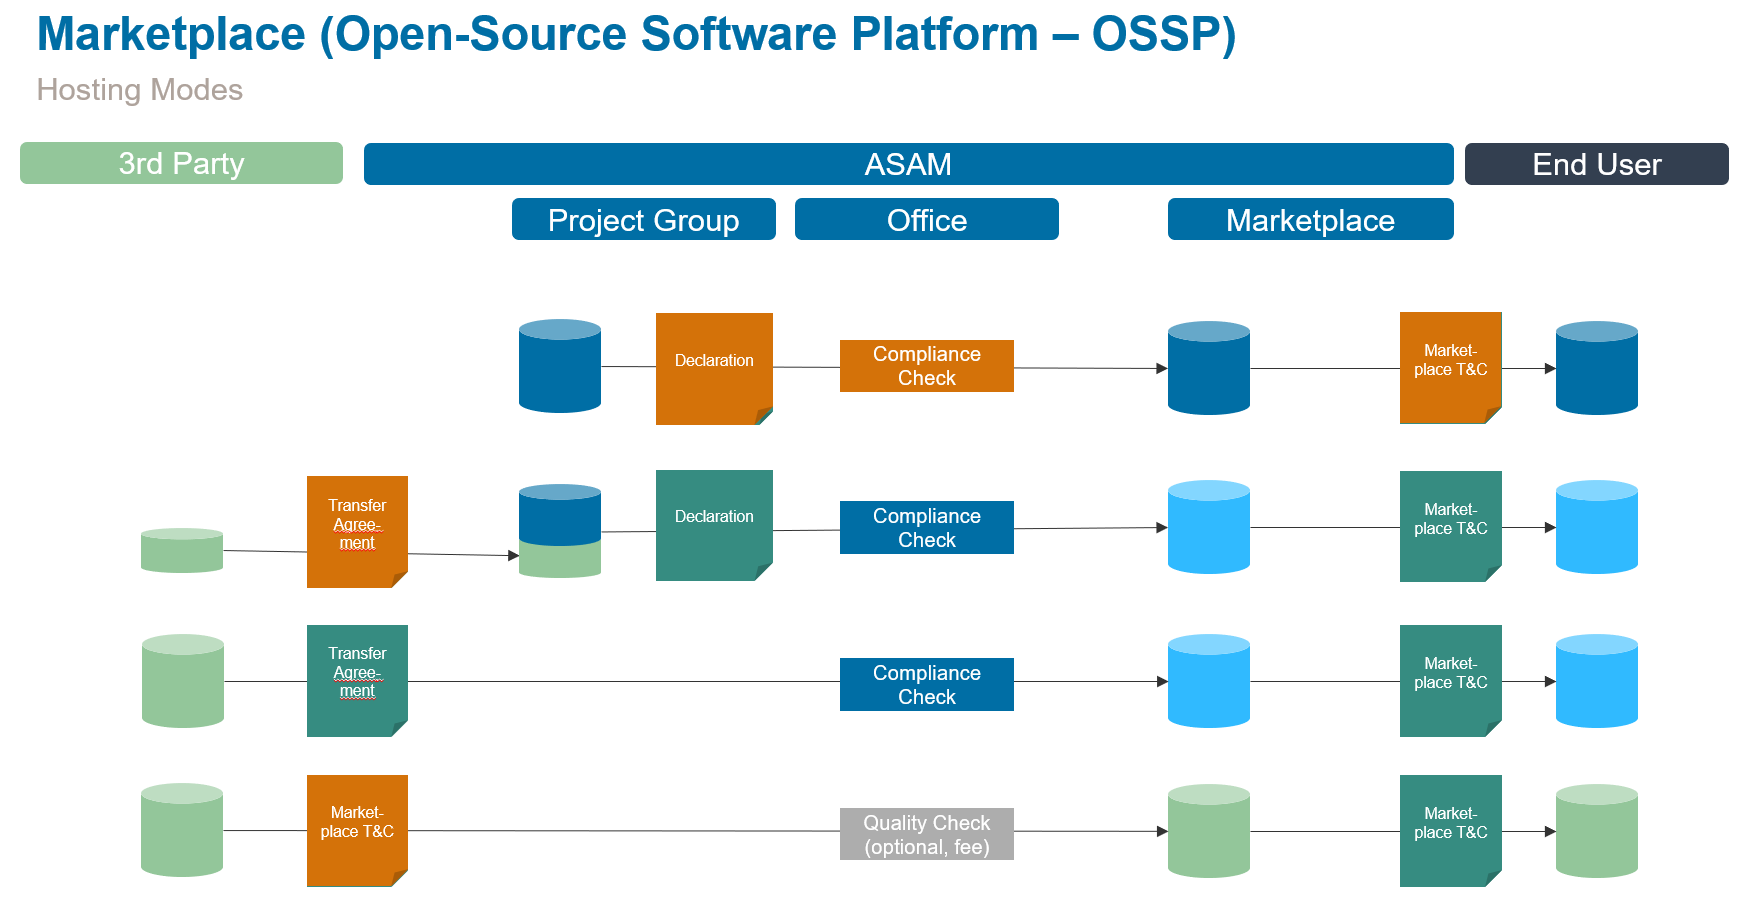 Marketplace (Open-Source Software Platform – OSSP)
Hosting Modes
3rd Party
ASAM
End User
Project Group
Office
Marketplace
Declaration
Compliance
Check
Market-
place T&C
Transfer
Agree-
ment
Declaration
Compliance
Check
Market-
place T&C
Transfer
Agree-
ment
Compliance
Check
Market-
place T&C
Market-
place T&C
Quality Check
(optional, fee)
Market-
place T&C